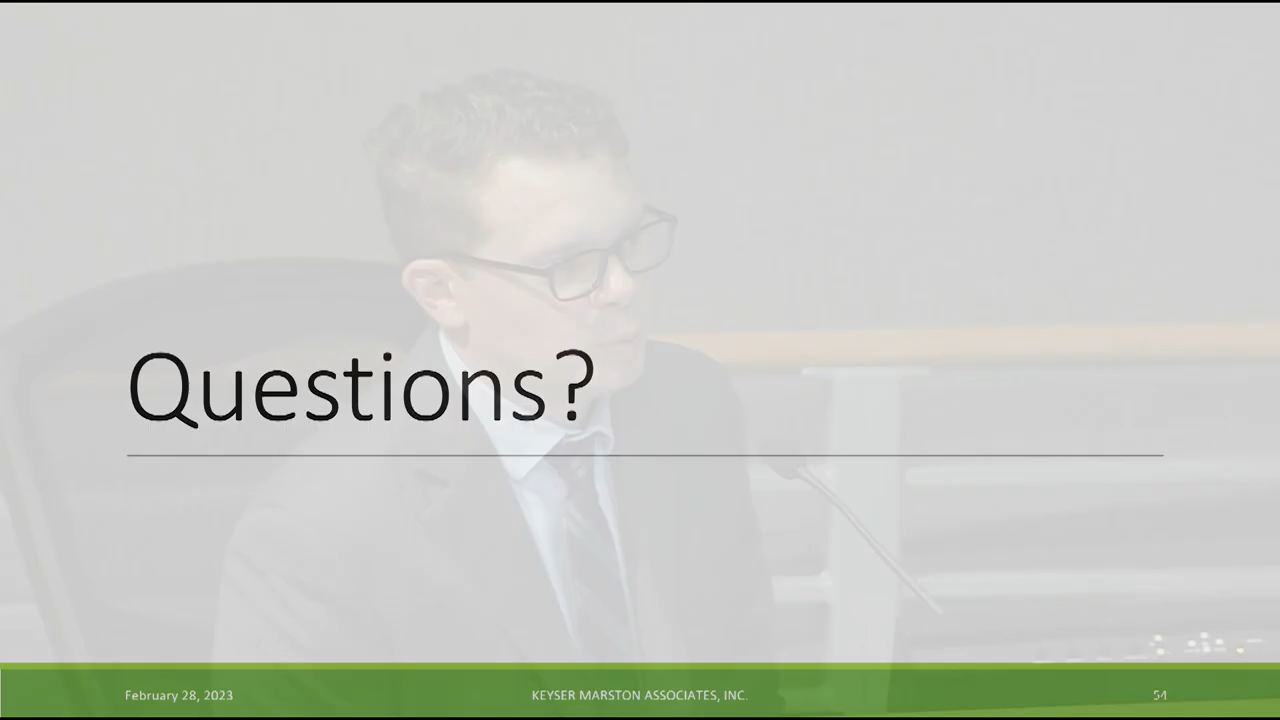 Questions?
February 28, 2023
KEYSER MARSTON ASSOCIATES, INC.
54